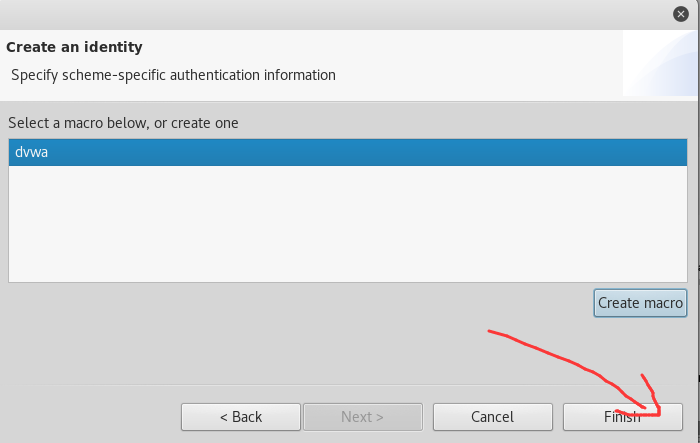 Create an identity
Specify scheme-specific authentication information
Select a macro below, or create one
dvwa
Create macro
< Back Next > Cancel Finish